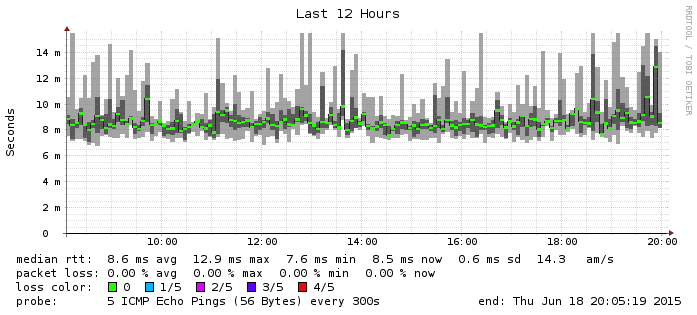 Last 12 Hours
RRDTOOL / TOBI OETIKER
Seconds
14 m
12 m
10 m
8 m
6 m
4 m
2 m
0
10:00 12:00 14:00 16:00 18:00 20:00
median rtt: 8.6 ms avg 12.9 ms max 7.6 ms min 8.5 ms now 0.6 ms sd 14.3 am/s
packet loss: 0.00 % avg 0.00 % max 0.00 % min 0.00 % now
loss color: 0 1/5 2/5 3/5 4/5
probe: 5 ICMP Echo Pings (56 Bytes) every 300s end: Thu Jun 18 20:05:19 2015